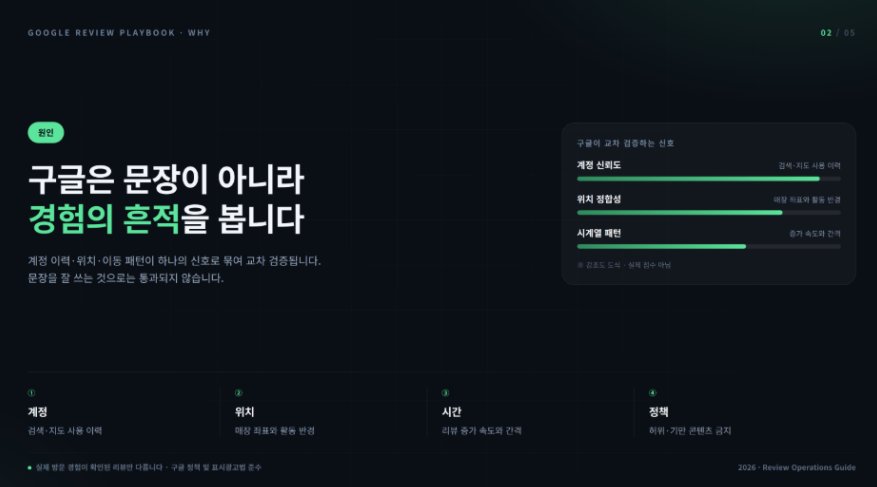 GOOGLE REVIEW PLAYBOOK · WHY
02 / 05
원인
구글은 문장이 아니라
경험의 흔적을 봅니다
계정 이력·위치·이동 패턴이 하나의 신호로 묶여 교차 검증됩니다.
문장을 잘 쓰는 것으로는 통과되지 않습니다.
구글이 교차 검증하는 신호
계정 신뢰도
검색·지도 사용 이력
위치 정합성
매장 좌표와 활동 반경
시계열 패턴
증가 속도와 간격
※ 강조도 도식 · 실제 점수 아님
①
계정
검색·지도 사용 이력
②
위치
매장 좌표와 활동 반경
③
시간
리뷰 증가 속도와 간격
④
정책
허위·기만 콘텐츠 금지
실제 방문 경험이 확인된 리뷰만 다룹니다 · 구글 정책 및 표시광고법 준수
2026 · Review Operations Guide